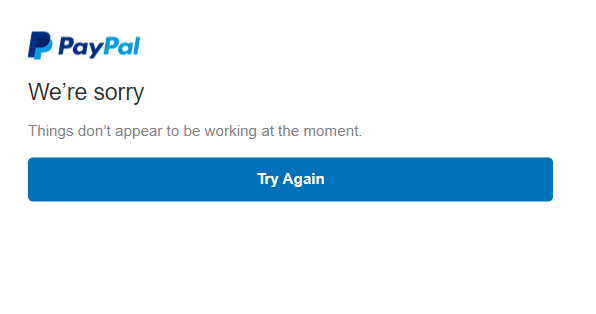 PayPal
We’re sorry
Things don’t appear to be working at the moment.
Try Again